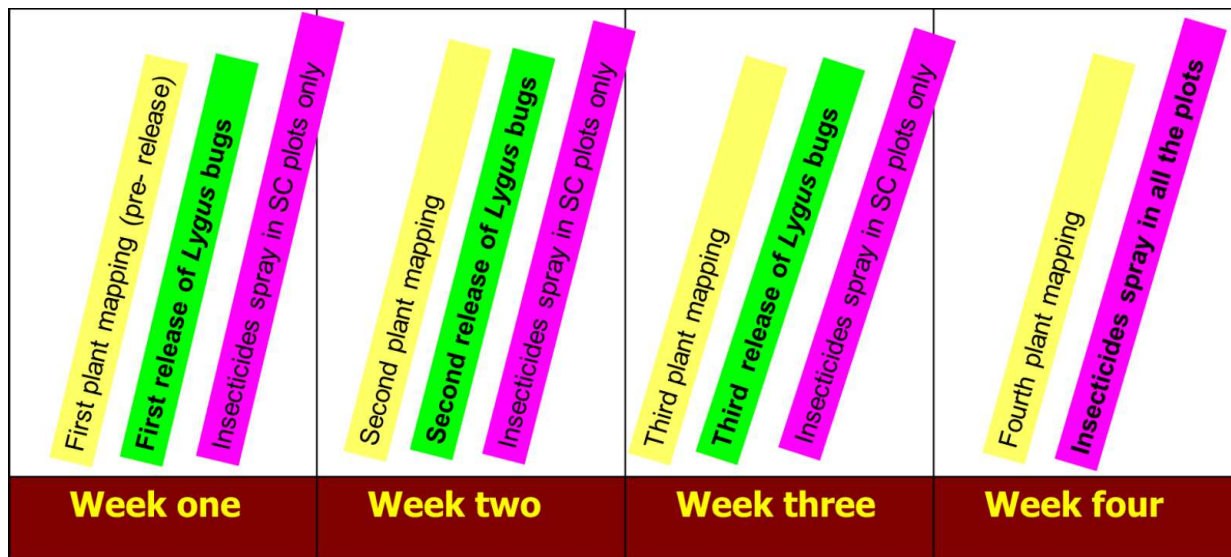 First plant mapping (pre- release)
First release of Lygus bugs
Insecticides spray in SC plots only
Week one
Second plant mapping
Second release of Lygus bugs
Insecticides spray in SC plots only
Week two
Third plant mapping
Third release of Lygus bugs
Insecticides spray in SC plots only
Week three
Fourth plant mapping
Insecticides spray in all the plots
Week four